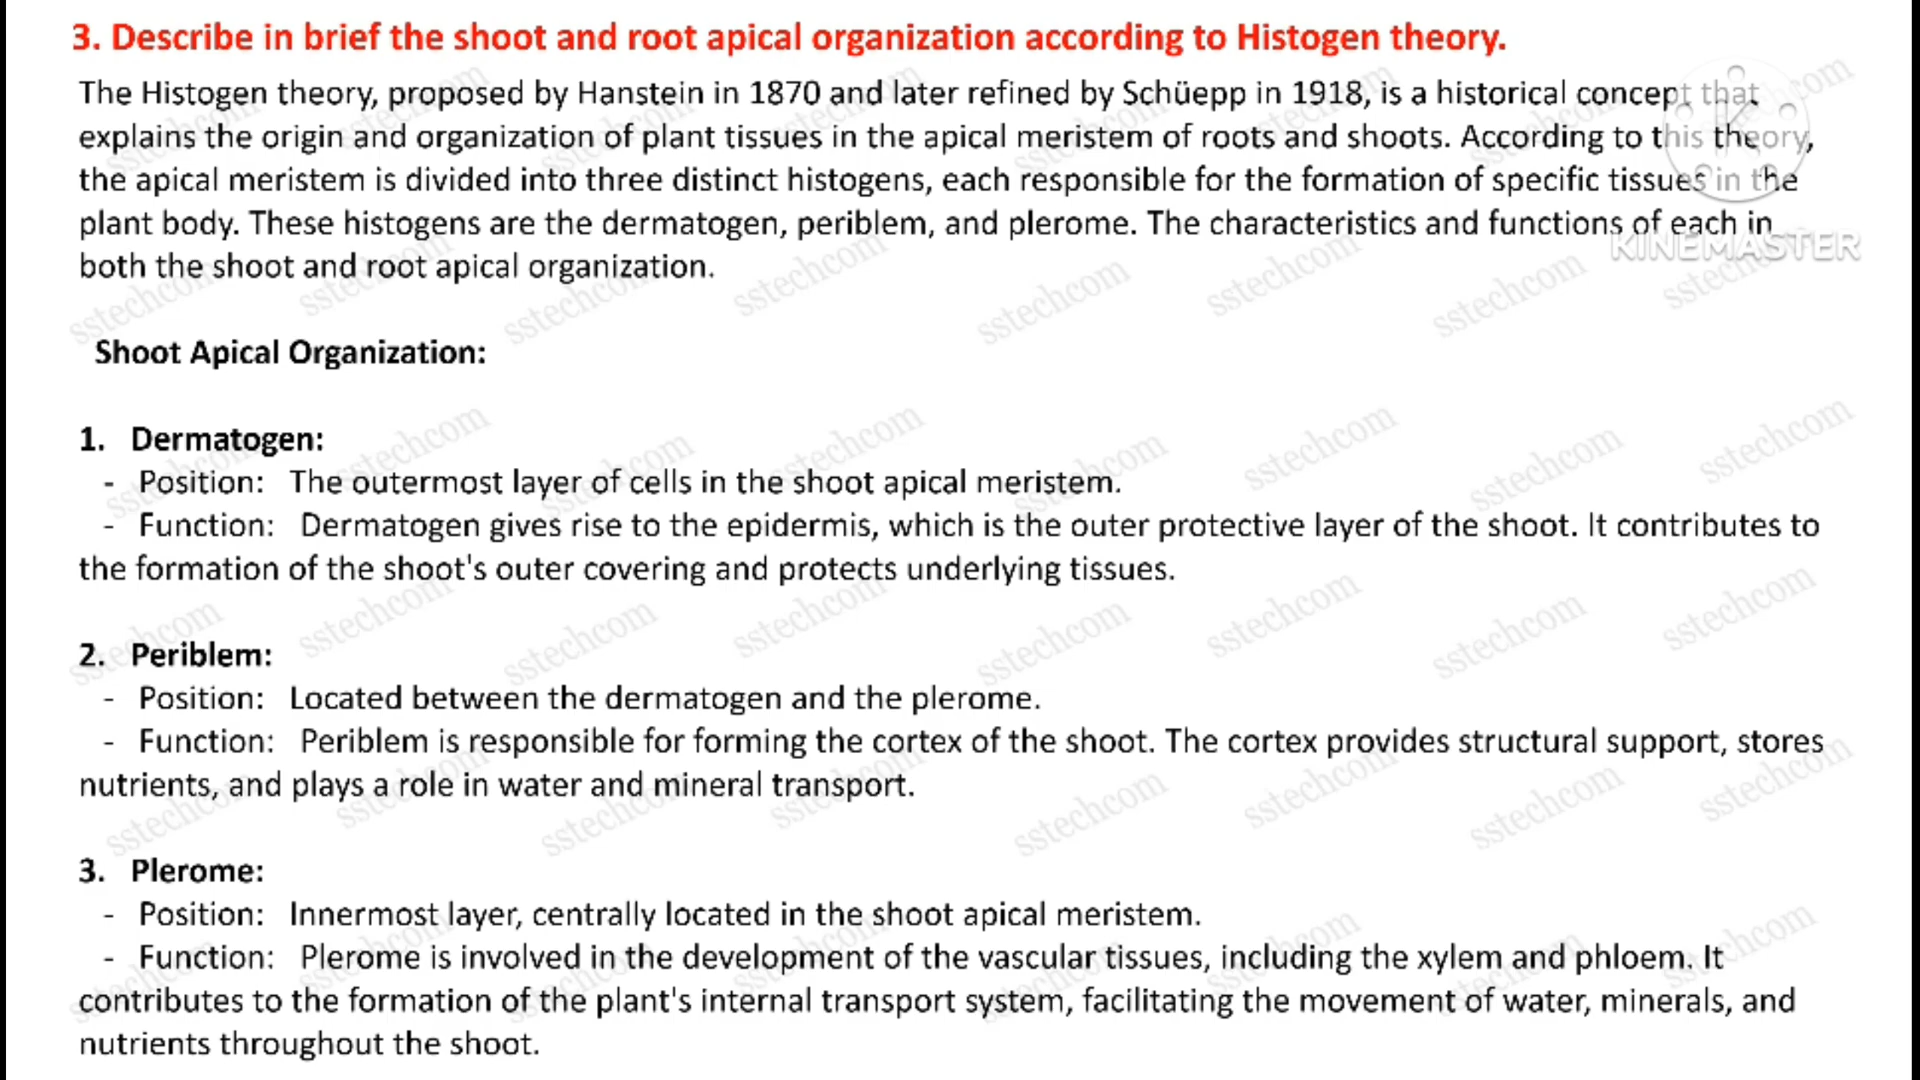 3. Describe in brief the shoot and root apical organization according to Histogen theory.
The Histogen theory, proposed by Hanstein in 1870 and later refined by Schüepp in 1918, is a historical concept that
explains the origin and organization of plant tissues in the apical meristem of roots and shoots. According to this theory,
the apical meristem is divided into three distinct histogens, each responsible for the formation of specific tissues in the
plant body. These histogens are the dermatogen, periblem, and plerome. The characteristics and functions of each in
both the shoot and root apical organization.
KINEMASTER
Shoot Apical Organization:
1. Dermatogen:
- Position: The outermost layer of cells in the shoot apical meristem.
- Function: Dermatogen gives rise to the epidermis, which is the outer protective layer of the shoot. It contributes to
the formation of the shoot's outer covering and protects underlying tissues.
2. Periblem:
- Position: Located between the dermatogen and the plerome.
- Function: Periblem is responsible for forming the cortex of the shoot. The cortex provides structural support, stores
nutrients, and plays a role in water and mineral transport.
3. Plerome:
- Position: Innermost layer, centrally located in the shoot apical meristem.
- Function: Plerome is involved in the development of the vascular tissues, including the xylem and phloem. It
contributes to the formation of the plant's internal transport system, facilitating the movement of water, minerals, and
nutrients throughout the shoot.
sstechcom